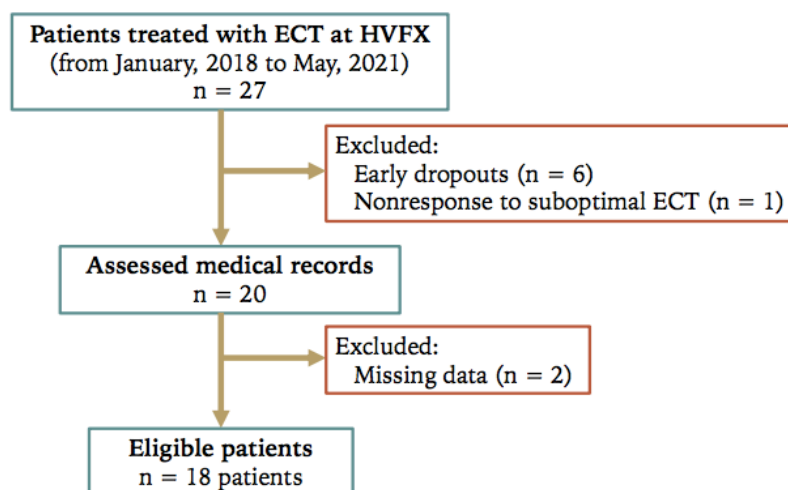 Patients treated with ECT at HVFX
(from January, 2018 to May, 2021)
n = 27
Excluded:
Early dropouts (n = 6)
Nonresponse to suboptimal ECT (n = 1)
Assessed medical records
n = 20
Excluded:
Missing data (n = 2)
Eligible patients
n = 18 patients